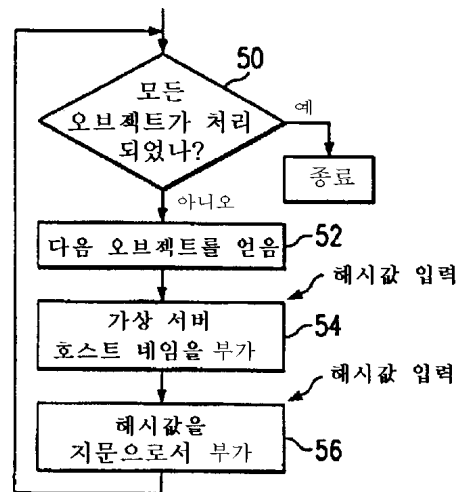 50
모든
오브젝트가 처리
되었나?
예
종료
아니오
다음 오브젝트를 얻음
52
해시값 입력
가상 서버
호스트 네임을 부가
54
해시값 입력
해시값을
지문으로서 부가
56